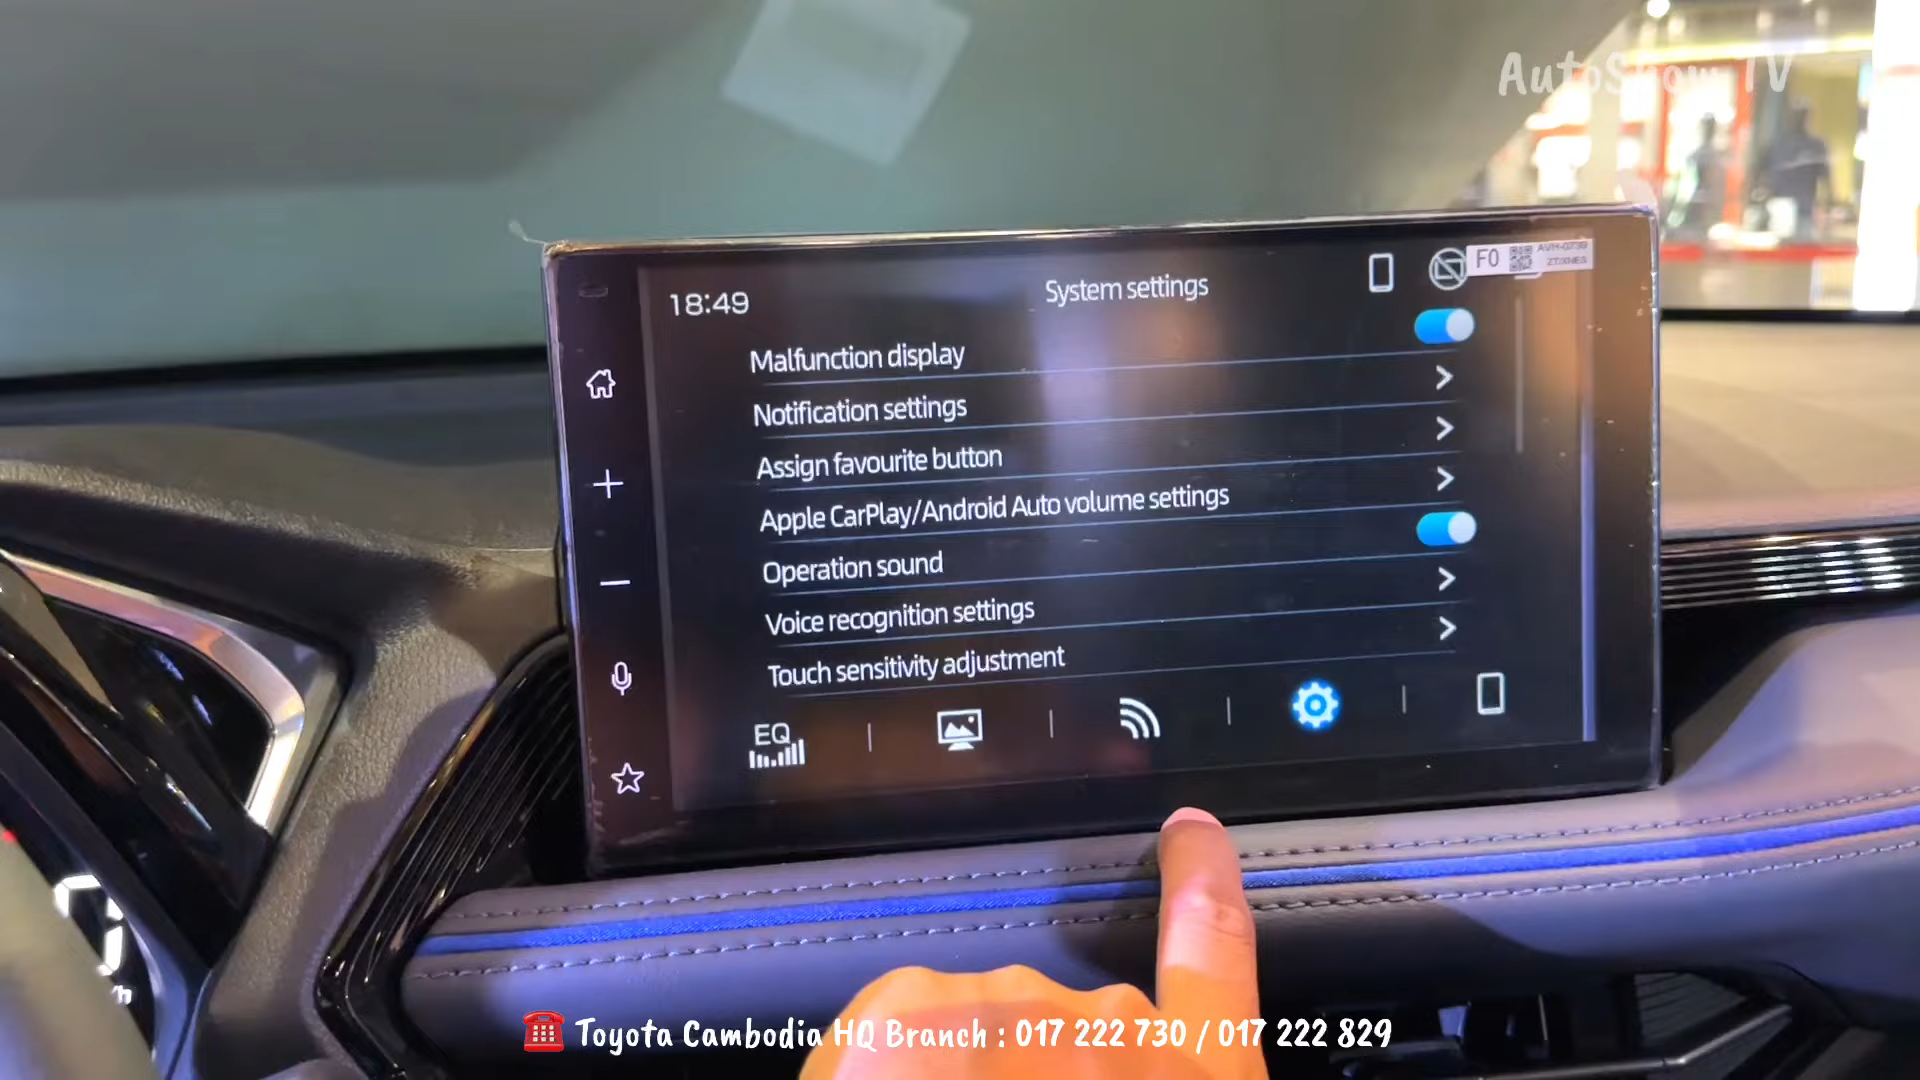 AutoShow TV
F0
18:49
System settings
Malfunction display
Notification settings
Assign favourite button
Apple CarPlay/Android Auto volume settings
Operation sound
Voice recognition settings
Touch sensitivity adjustment
EQ
Toyota Cambodia HQ Branch : 017 222 730 / 017 222 829